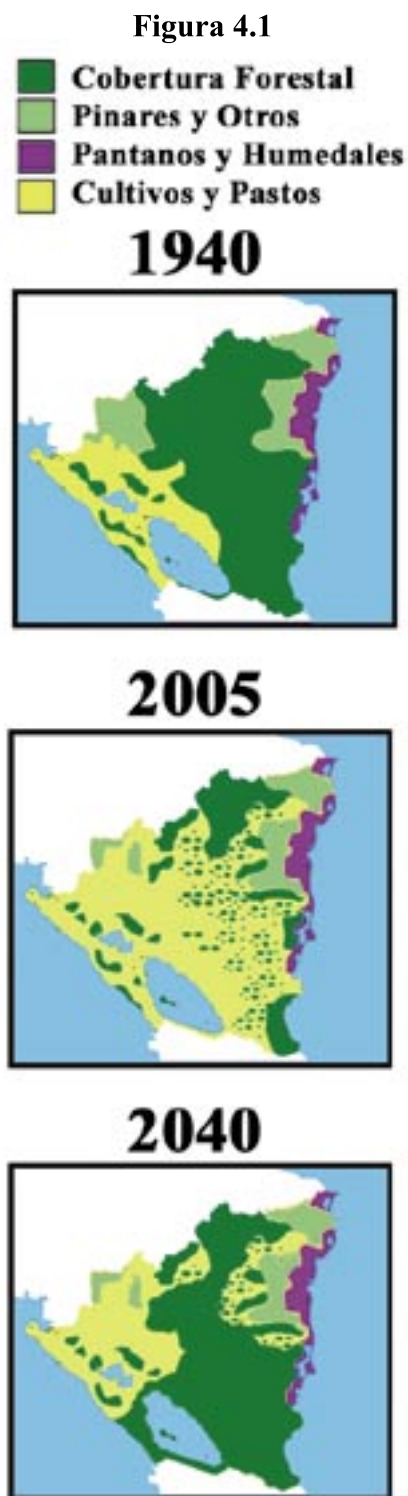 Figura 4.1
Cobertura Forestal
Pinares y Otros
Pantanos y Humedales
Cultivos y Pastos
1940
2005
2040